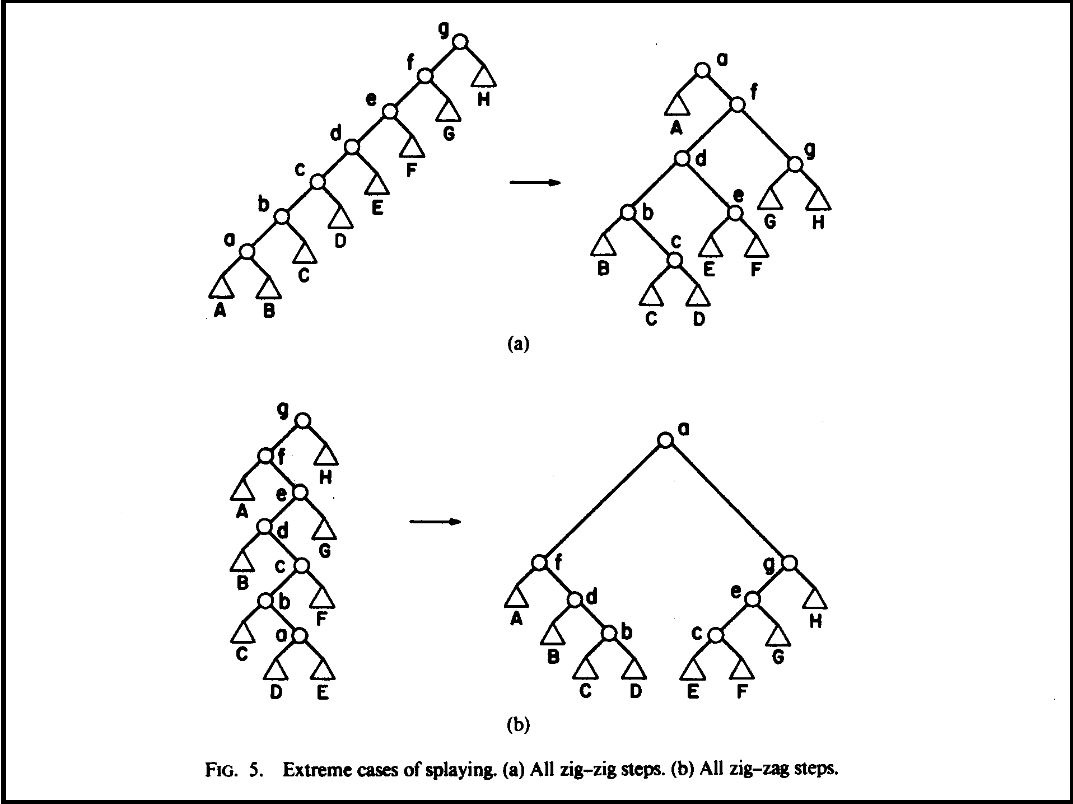 g
f
H
e
G
d
F
c
E
b
D
a
C
A B
a
f
A
g
d
e
b
G H
c
B E F
C D
(a)
g
f
H
A e
d
G
B c
b
F
C a
D E
a
f g
d e
A H
b c
B G
C D E F
(b)
FIG. 5. Extreme cases of splaying. (a) All zig–zig steps. (b) All zig–zag steps.